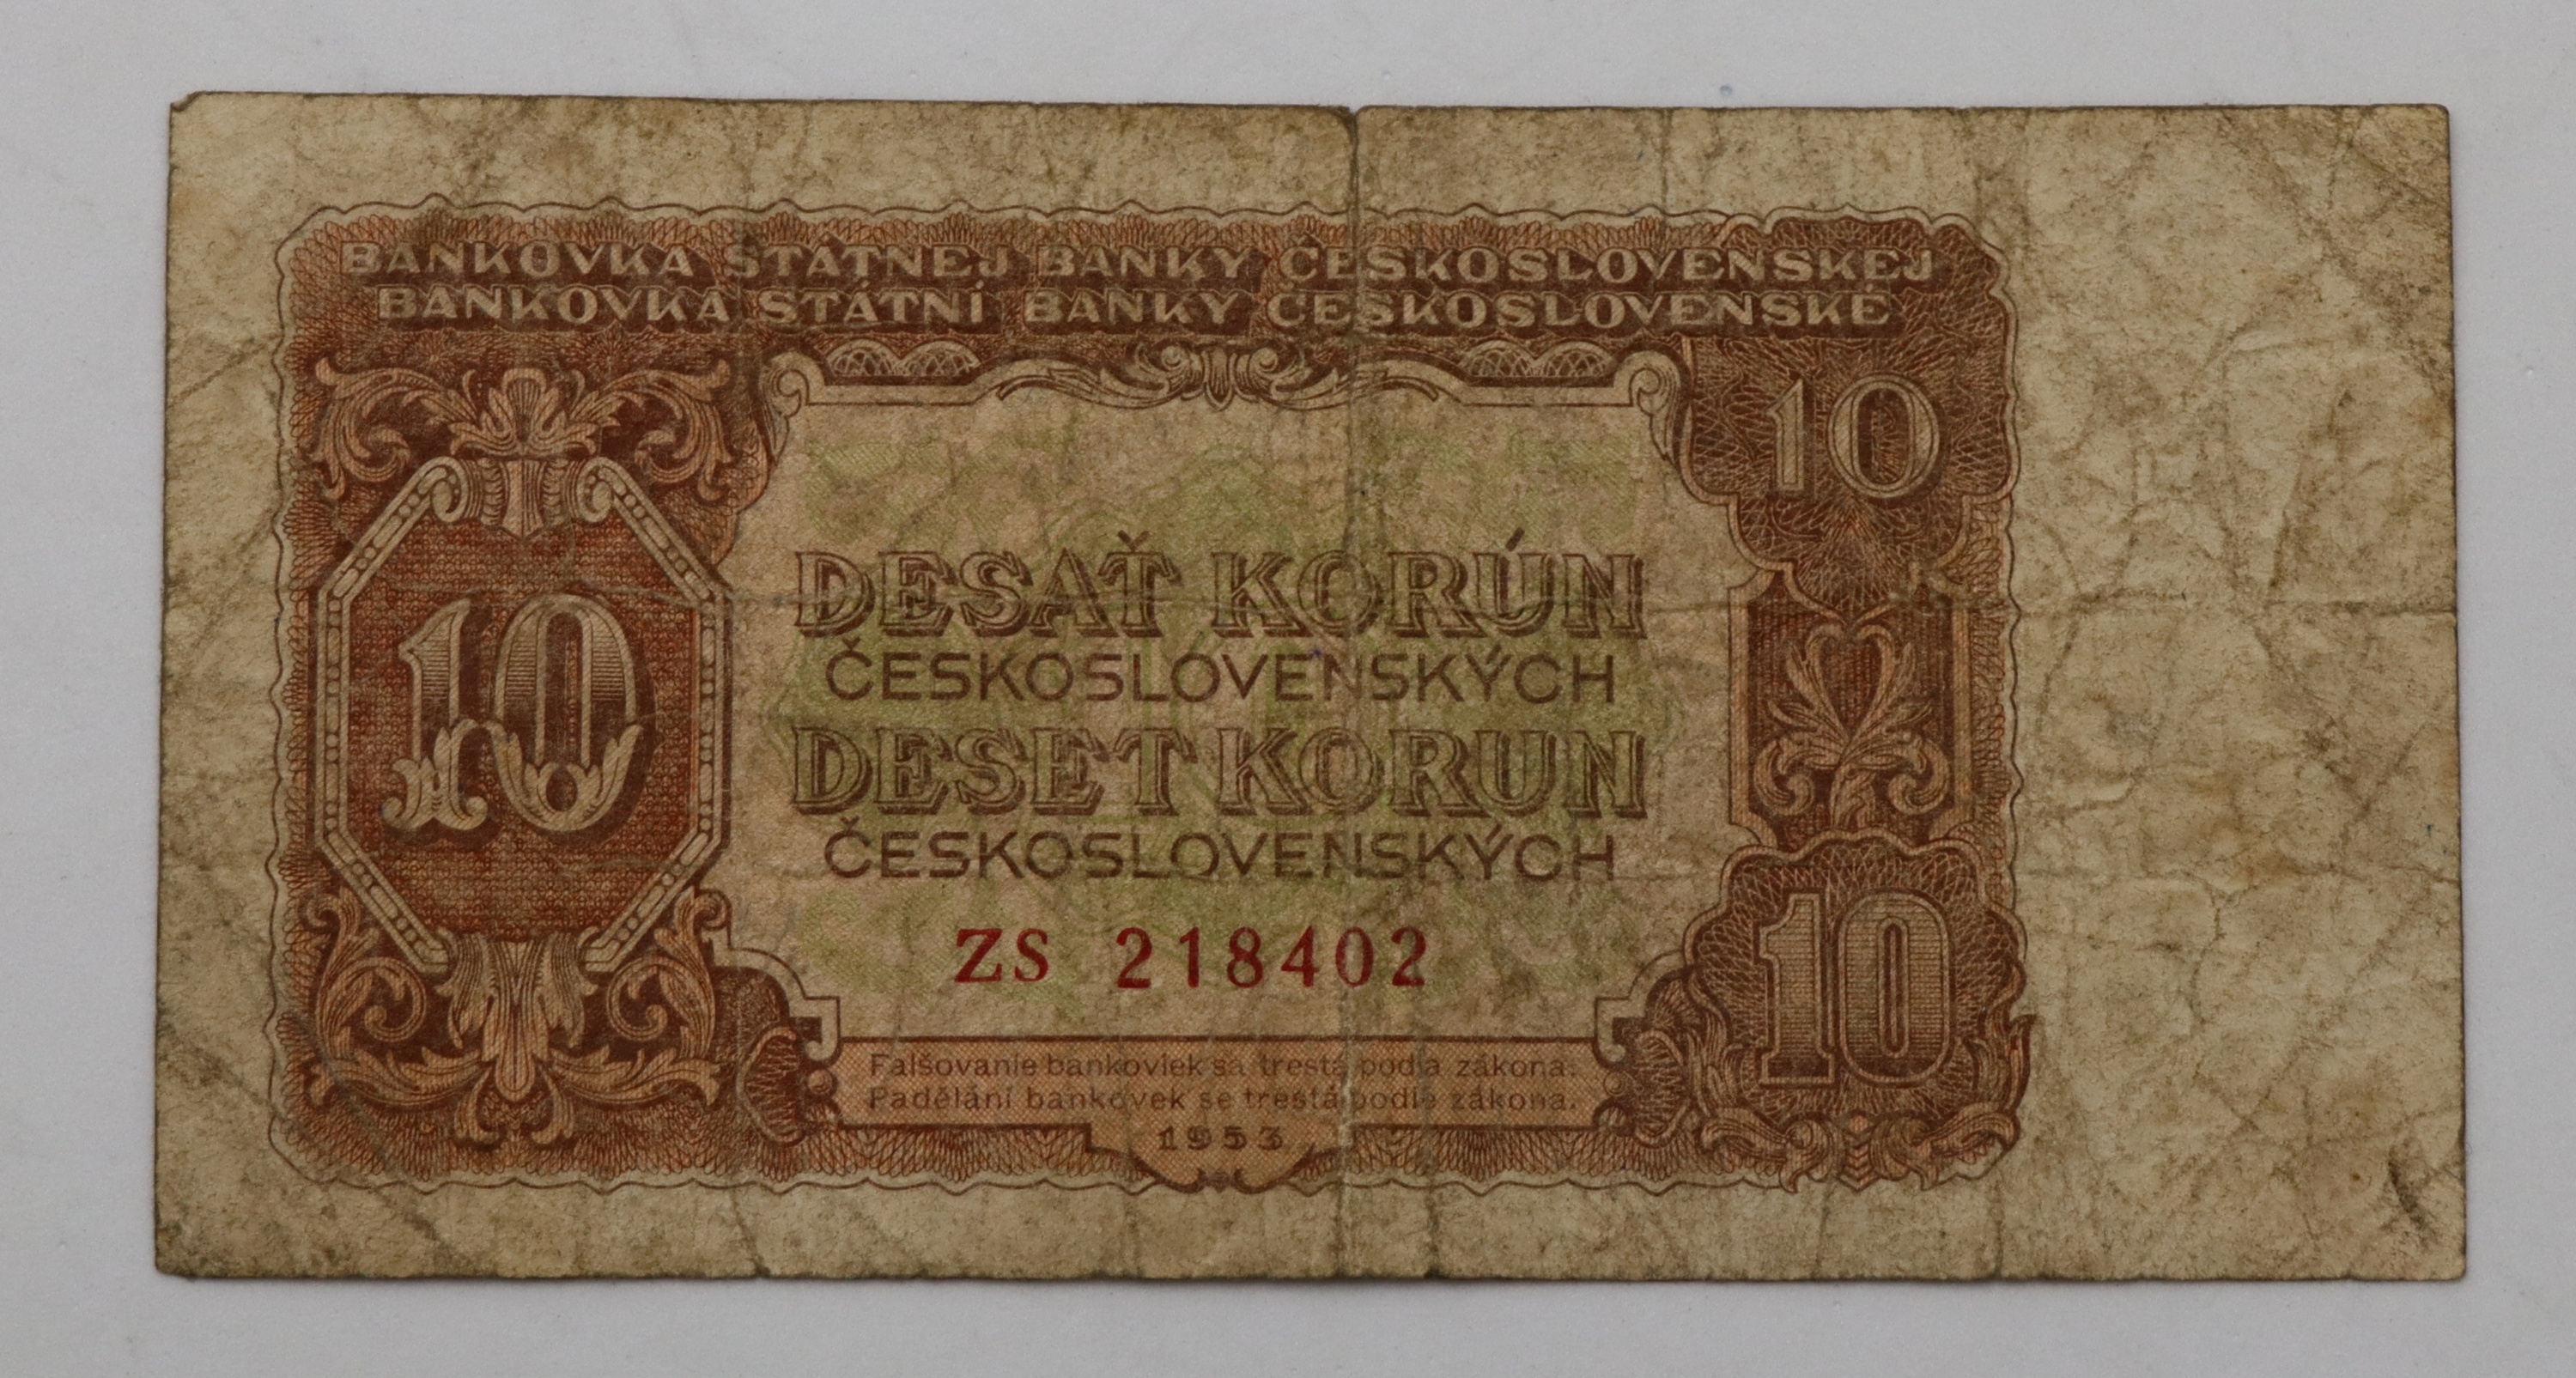 BANKOVKA ŠTÁTNEJ BANKY ČESKOSLOVENSKEJ
BANKOVKA STÁTNÍ BANKY ČESKOSLOVENSKÉ
10
10
DESAŤ KORÚN
ČESKOSLOVENSKÝCH
DESET KORUN
ČESKOSLOVENSKÝCH
ZS 218402
10
Falšovanie bankoviek sa trestá podľa zákona.
Padělání bankovek se trestá podle zákona.
1953